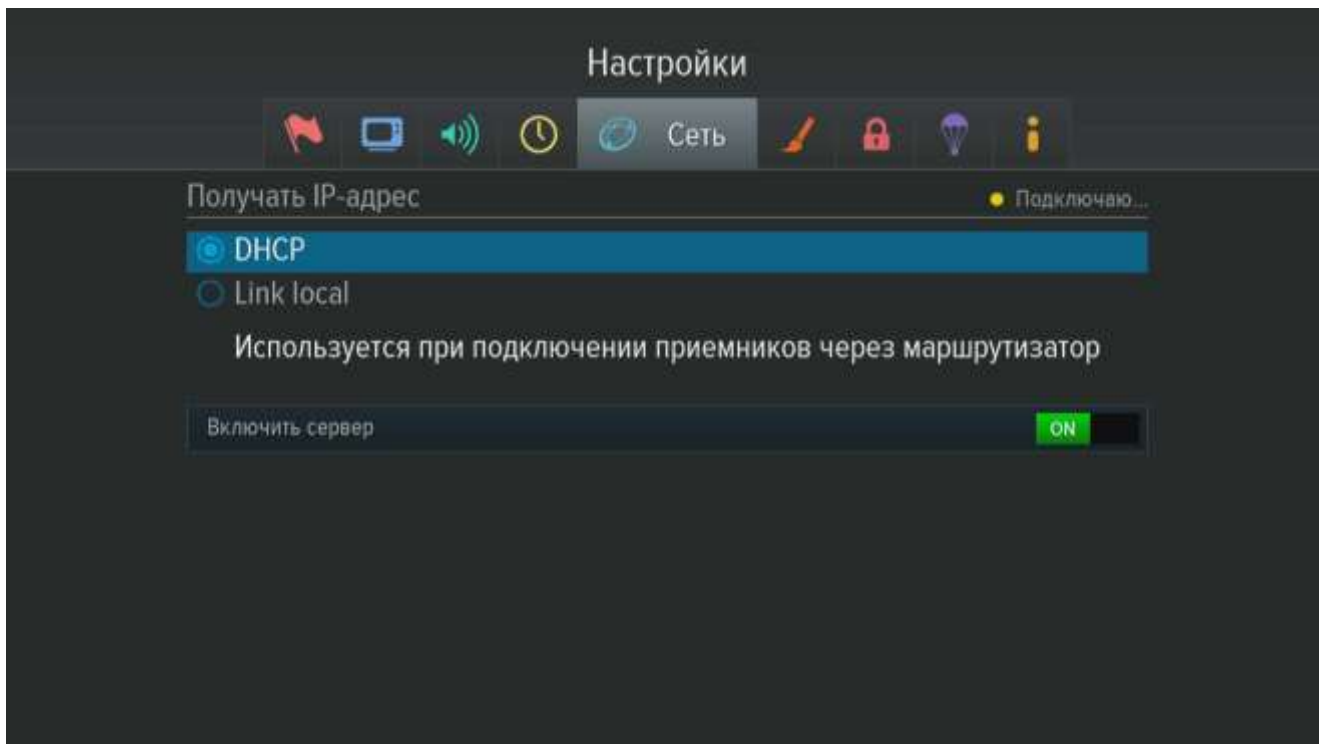 Настройки
Сеть
Получать IP-адрес
Подключаю...
DHCP
Link local
Используется при подключении приемников через маршрутизатор
Включить сервер
ON